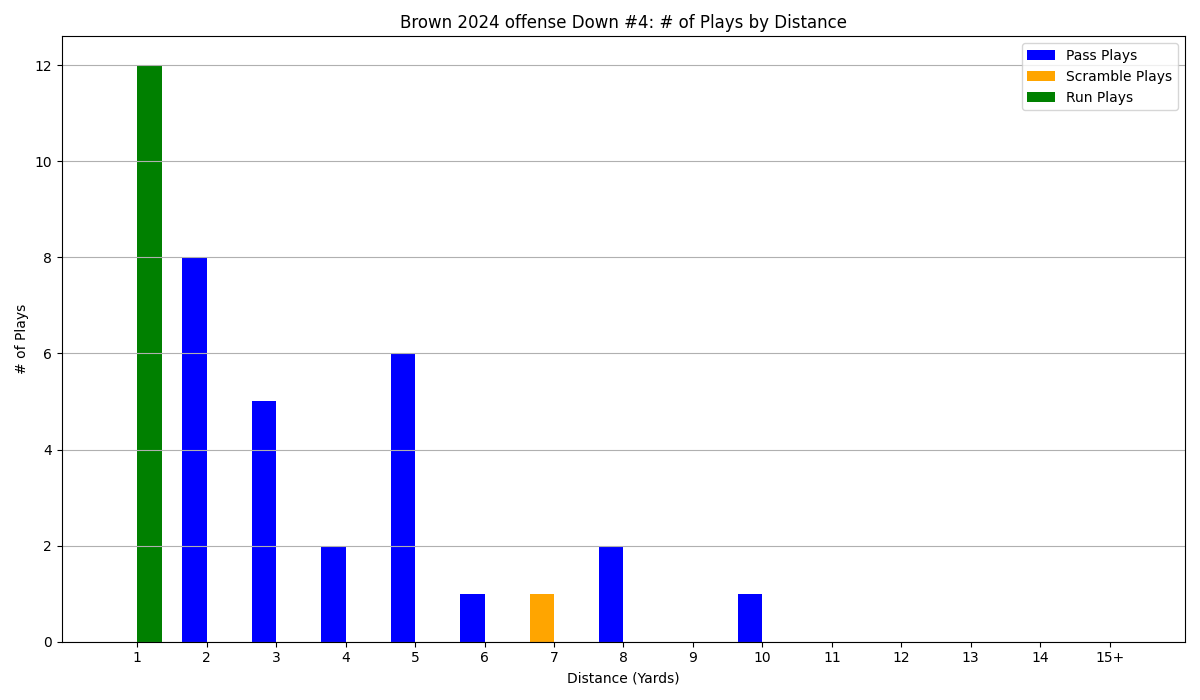 Brown 2024 offense Down #4: # of Plays by Distance
Pass Plays
Scramble Plays
Run Plays
# of Plays
12
10
8
6
4
2
0
1 2 3 4 5 6 7 8 9 10 11 12 13 14 15+
Distance (Yards)